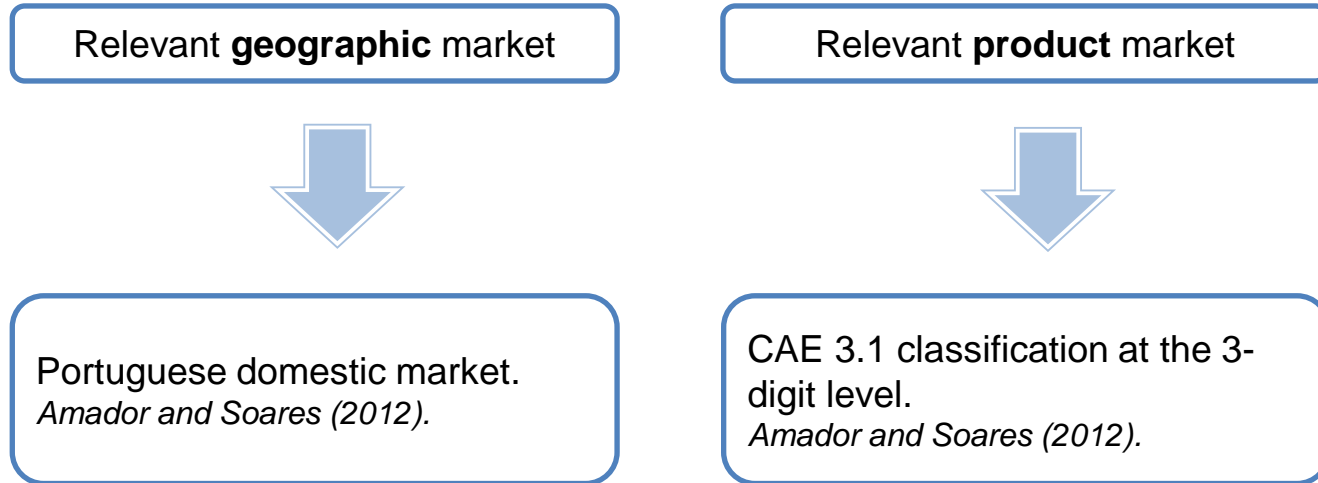 Relevant geographic market
Relevant product market
Portuguese domestic market.
Amador and Soares (2012).
CAE 3.1 classification at the 3-
digit level.
Amador and Soares (2012).